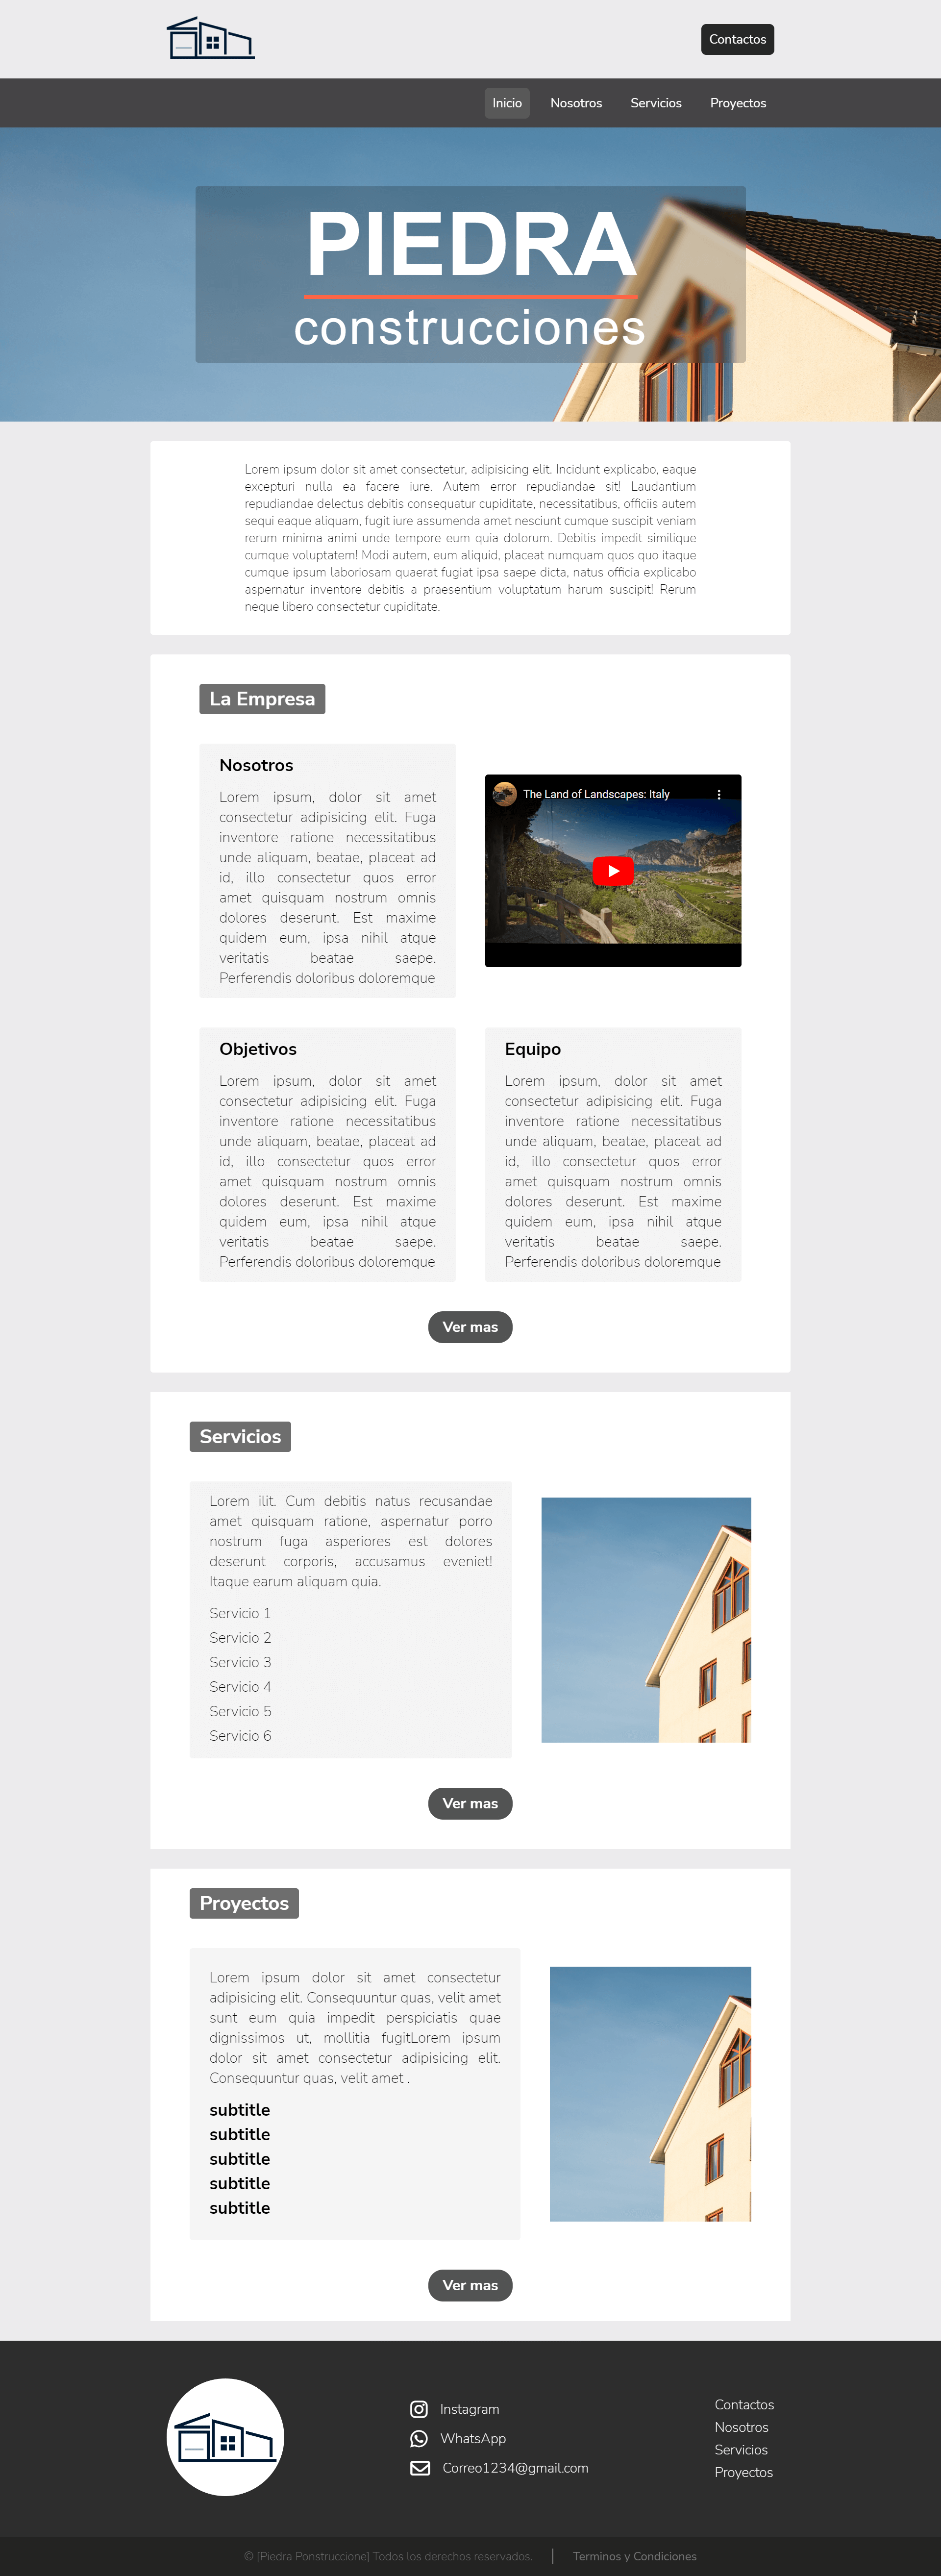 Contactos
Inicio Nosotros Servicios Proyectos
PIEDRA
construcciones
Lorem ipsum dolor sit amet consectetur, adipisicing elit. Incidunt explicabo, eaque
excepturi nulla ea facere iure. Autem error repudiandae sit! Laudantium
repudiandae delectus debitis consequatur cupiditate, necessitatibus, officiis autem
sequi eaque aliquam, fugit iure assumenda amet nesciunt cumque suscipit veniam
rerum minima animi unde tempore eum quia dolorum. Debitis impedit similique
cumque voluptatem! Modi autem, eum aliquid, placeat numquam quos quo itaque
cumque ipsum laboriosam quaerat fugiat ipsa saepe dicta, natus officia explicabo
aspernatur inventore debitis a praesentium voluptatum harum suscipit! Rerum
neque libero consectetur cupiditate.
La Empresa
Nosotros
Lorem ipsum, dolor sit amet
consectetur adipisicing elit. Fuga
inventore ratione necessitatibus
unde aliquam, beatae, placeat ad
id, illo consectetur quos error
amet quisquam nostrum omnis
dolores deserunt. Est maxime
quidem eum, ipsa nihil atque
veritatis beatae saepe.
Perferendis doloribus doloremque
The Land of Landscapes: Italy
Objetivos
Lorem ipsum, dolor sit amet
consectetur adipisicing elit. Fuga
inventore ratione necessitatibus
unde aliquam, beatae, placeat ad
id, illo consectetur quos error
amet quisquam nostrum omnis
dolores deserunt. Est maxime
quidem eum, ipsa nihil atque
veritatis beatae saepe.
Perferendis doloribus doloremque
Equipo
Lorem ipsum, dolor sit amet
consectetur adipisicing elit. Fuga
inventore ratione necessitatibus
unde aliquam, beatae, placeat ad
id, illo consectetur quos error
amet quisquam nostrum omnis
dolores deserunt. Est maxime
quidem eum, ipsa nihil atque
veritatis beatae saepe.
Perferendis doloribus doloremque
Ver mas
Servicios
Lorem ilit. Cum debitis natus recusandae
amet quisquam ratione, aspernatur porro
nostrum fuga asperiores est dolores
deserunt corporis, accusamus eveniet!
Itaque earum aliquam quia.
Servicio 1
Servicio 2
Servicio 3
Servicio 4
Servicio 5
Servicio 6
Ver mas
Proyectos
Lorem ipsum dolor sit amet consectetur
adipisicing elit. Consequuntur quas, velit amet
sunt eum quia impedit perspiciatis quae
dignissimos ut, mollitia fugitLorem ipsum
dolor sit amet consectetur adipisicing elit.
Consequuntur quas, velit amet .
subtitle
subtitle
subtitle
subtitle
subtitle
Ver mas
Instagram
WhatsApp
Correo1234@gmail.com
Contactos
Nosotros
Servicios
Proyectos
© [Piedra Ponstruccione] Todos los derechos reservados. | Terminos y Condiciones